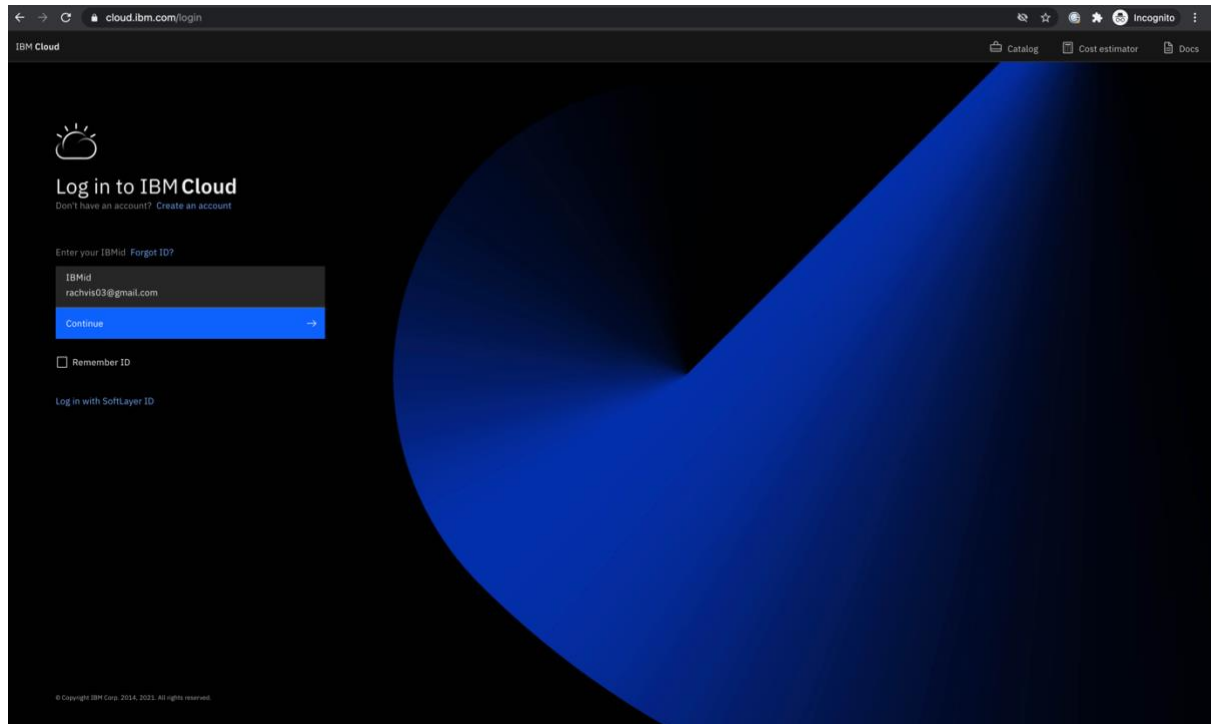 cloud.ibm.com/login
Incognito
IBM Cloud
Catalog
Cost estimator
Docs
Log in to IBM Cloud
Don't have an account? Create an account
Enter your IBMid Forgot ID?
IBMid
rachvis03@gmail.com
Continue
Remember ID
Log in with SoftLayer ID
© Copyright IBM Corp. 2014, 2021. All rights reserved.